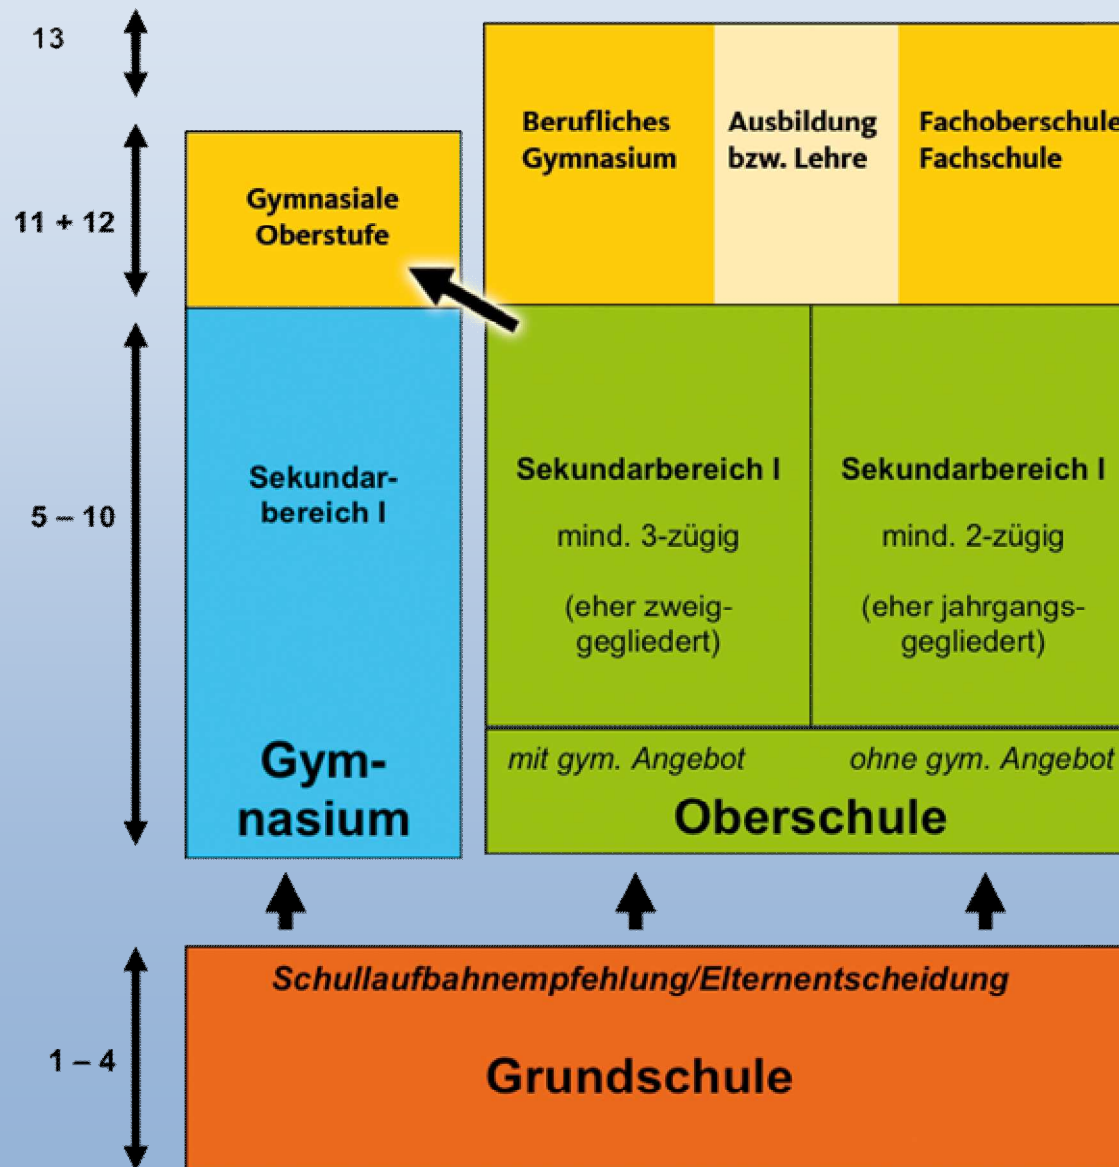 13
Berufliches
Gymnasium
Ausbildung
bzw. Lehre
Fachoberschule
Fachschule
11 + 12
Gymnasiale
Oberstufe
5 – 10
Sekundar-
bereich I
Gym-
nasium
Sekundarbereich I
mind. 3-zügig
(eher zweig-
gegliedert)
Sekundarbereich I
mind. 2-zügig
(eher jahrgangs-
gegliedert)
mit gym. Angebot
ohne gym. Angebot
Oberschule
1 – 4
Schullaufbahnempfehlung/Elternentscheidung
Grundschule